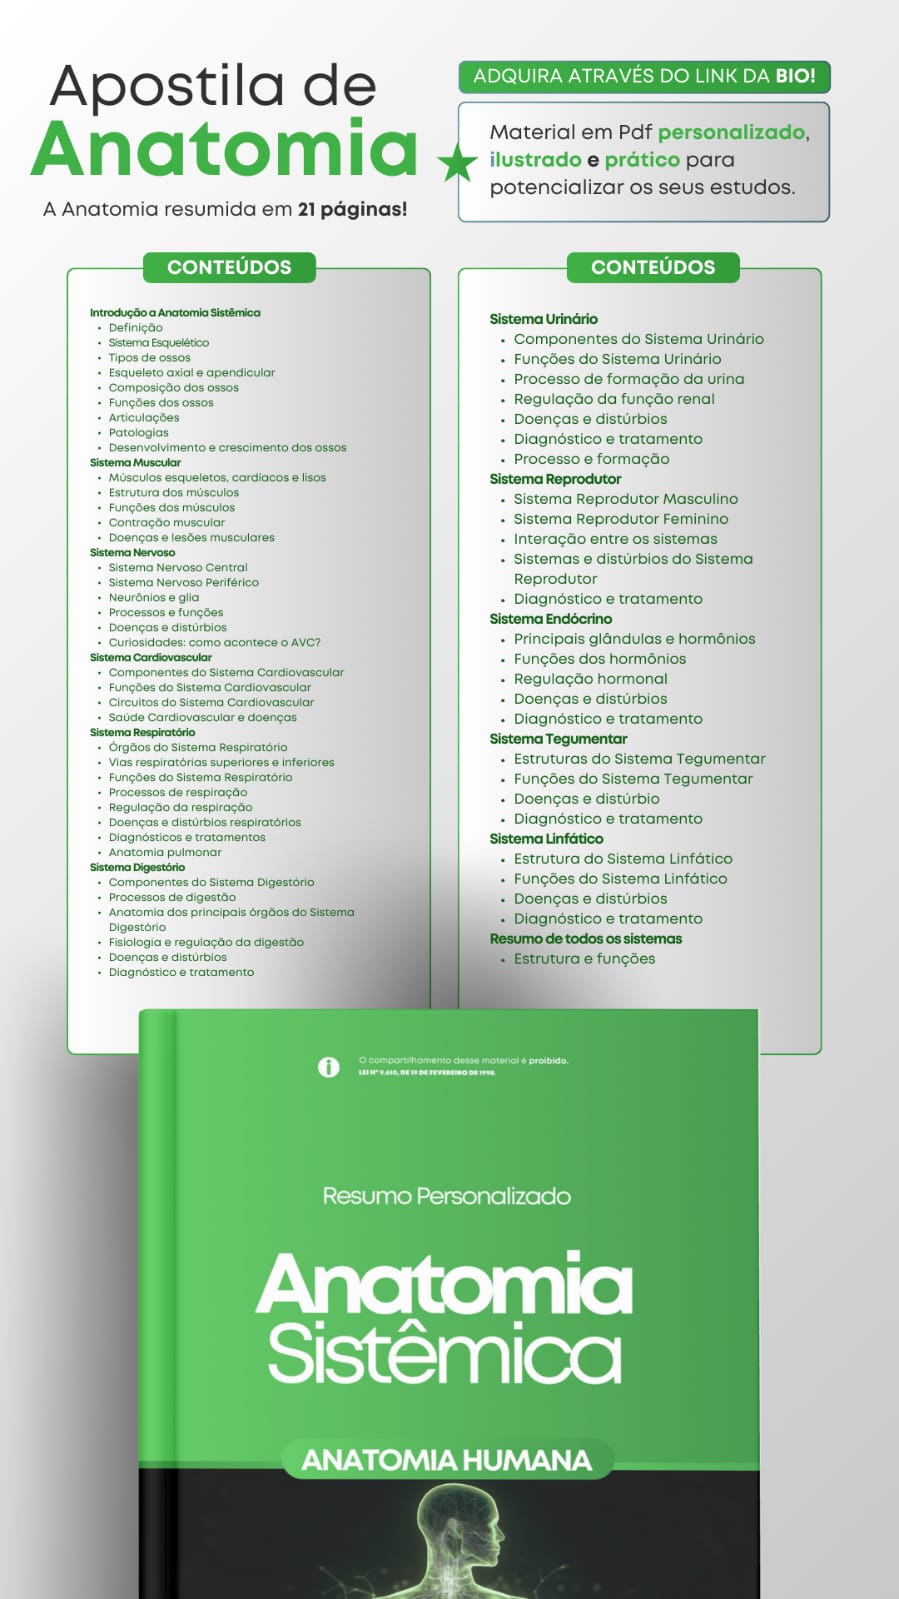 Apostila de
Anatomia
A Anatomia resumida em 21 páginas!
ADQUIRA ATRAVÉS DO LINK DA BIO!
Material em Pdf personalizado,
ilustrado e prático para
potencializar os seus estudos.
CONTEÚDOS
Introdução a Anatomia Sistêmica
• Definição
• Sistema Esquelético
• Tipos de ossos
• Esqueleto axial e apendicular
• Composição dos ossos
• Funções dos ossos
• Articulações
• Patologias
• Desenvolvimento e crescimento dos ossos
Sistema Muscular
• Músculos esqueletos, cardíacos e lisos
• Estrutura dos músculos
• Funções dos músculos
• Contração muscular
• Doenças e lesões musculares
Sistema Nervoso
• Sistema Nervoso Central
• Sistema Nervoso Periférico
• Neurônios e glia
• Processos e funções
• Doenças e distúrbios
• Curiosidades: como acontece o AVC?
Sistema Cardiovascular
• Componentes do Sistema Cardiovascular
• Funções do Sistema Cardiovascular
• Circuitos do Sistema Cardiovascular
• Saúde Cardiovascular e doenças
Sistema Respiratório
• Órgãos do Sistema Respiratório
• Vias respiratórias superiores e inferiores
• Funções do Sistema Respiratório
• Processos de respiração
• Regulação da respiração
• Doenças e distúrbios respiratórios
• Diagnósticos e tratamentos
• Anatomia pulmonar
Sistema Digestório
• Componentes do Sistema Digestório
• Processos de digestão
• Anatomia dos principais órgãos do Sistema
Digestório
• Fisiologia e regulação da digestão
• Doenças e distúrbios
• Diagnóstico e tratamento
CONTEÚDOS
Sistema Urinário
• Componentes do Sistema Urinário
• Funções do Sistema Urinário
• Processo de formação da urina
• Regulação da função renal
• Doenças e distúrbios
• Diagnóstico e tratamento
• Processo e formação
Sistema Reprodutor
• Sistema Reprodutor Masculino
• Sistema Reprodutor Feminino
• Interação entre os sistemas
• Sistemas e distúrbios do Sistema
Reprodutor
• Diagnóstico e tratamento
Sistema Endócrino
• Principais glândulas e hormônios
• Funções dos hormônios
• Regulação hormonal
• Doenças e distúrbios
• Diagnóstico e tratamento
Sistema Tegumentar
• Estruturas do Sistema Tegumentar
• Funções do Sistema Tegumentar
• Doenças e distúrbio
• Diagnóstico e tratamento
Sistema Linfático
• Estrutura do Sistema Linfático
• Funções do Sistema Linfático
• Doenças e distúrbios
• Diagnóstico e tratamento
Resumo de todos os sistemas
• Estrutura e funções
O compartilhamento desse material é proibido.
LEI Nº 9.610, DE 19 DE FEVEREIRO DE 1998.
Resumo Personalizado
Anatomia
Sistêmica
ANATOMIA HUMANA